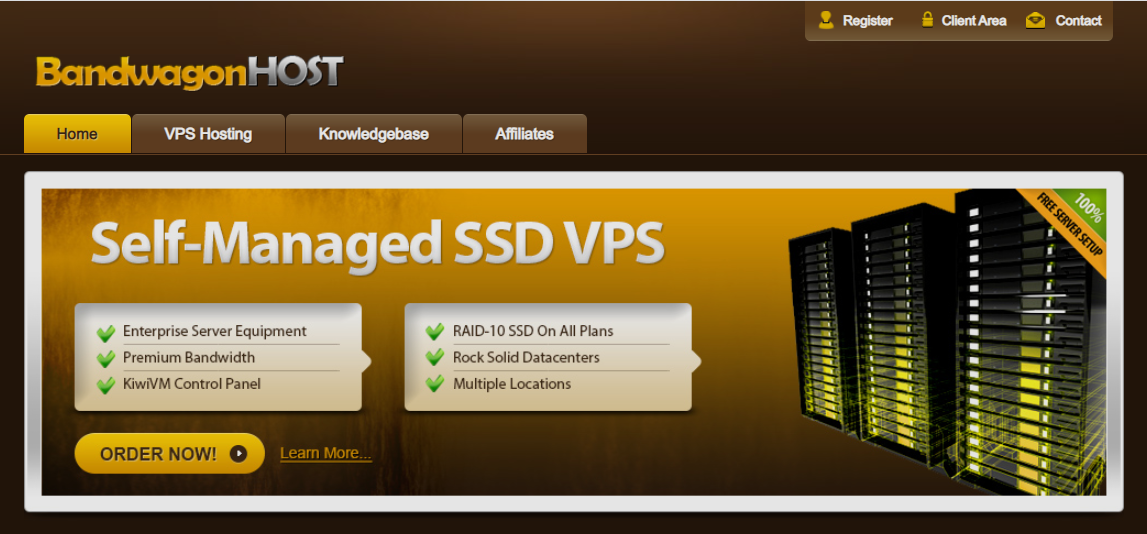 Register
Client Area
Contact
BandwagonHOST
Home
VPS Hosting
Knowledgebase
Affiliates
Self-Managed SSD VPS
100%
FREE SERVER SETUP
Enterprise Server Equipment
Premium Bandwidth
KiwiVM Control Panel
RAID-10 SSD On All Plans
Rock Solid Datacenters
Multiple Locations
ORDER NOW!
Learn More...